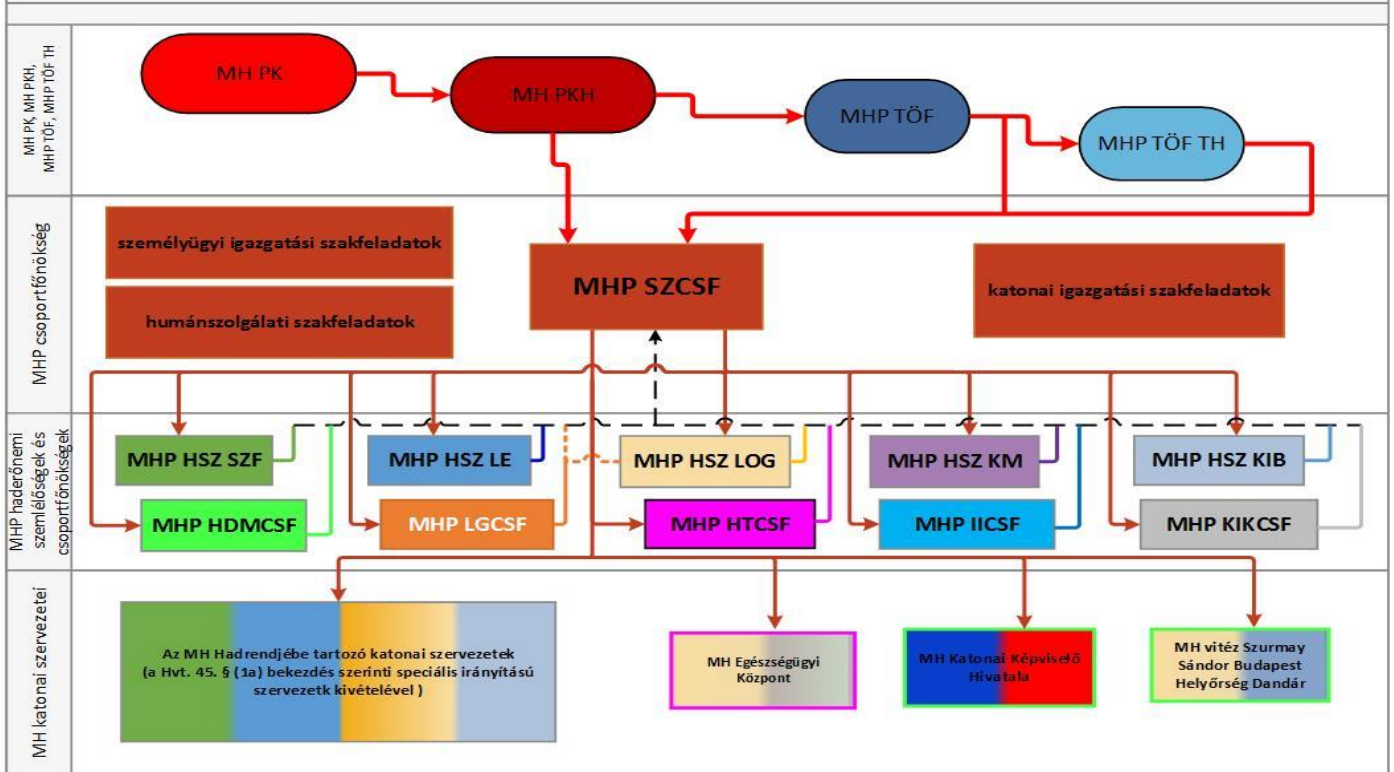 MH PK, MH PKH,
MHP TÖF, MHP TÖF TH
MH PK
MH PKH
MHP TÖF
MHP TÖF TH
MHP csoportfőnökség
személyügyi igazgatási szakfeladatok
humánszolgálati szakfeladatok
MHP SZCSF
katonai igazgatási szakfeladatok
MHP haderőnemi
szemlélőségek és
csoportfőnökségek
MHP HSZ SZF
MHP HSZ LE
MHP HSZ LOG
MHP HSZ KM
MHP HSZ KIB
MHP HDMCSF
MHP LGCSF
MHP HTCSF
MHP IICSF
MHP KIKCSF
MH katonai szervezetei
Az MH Hadrendjébe tartozó katonai szervezetek
(a Hvt. 45. § (1a) bekezdés szerinti speciális irányítású
szervezetk kivételével )
MH Egészségügyi
Központ
MH Katonai Képviselő
Hivatala
MH vitéz Szurmay
Sándor Budapest
Helyőrség Dandár